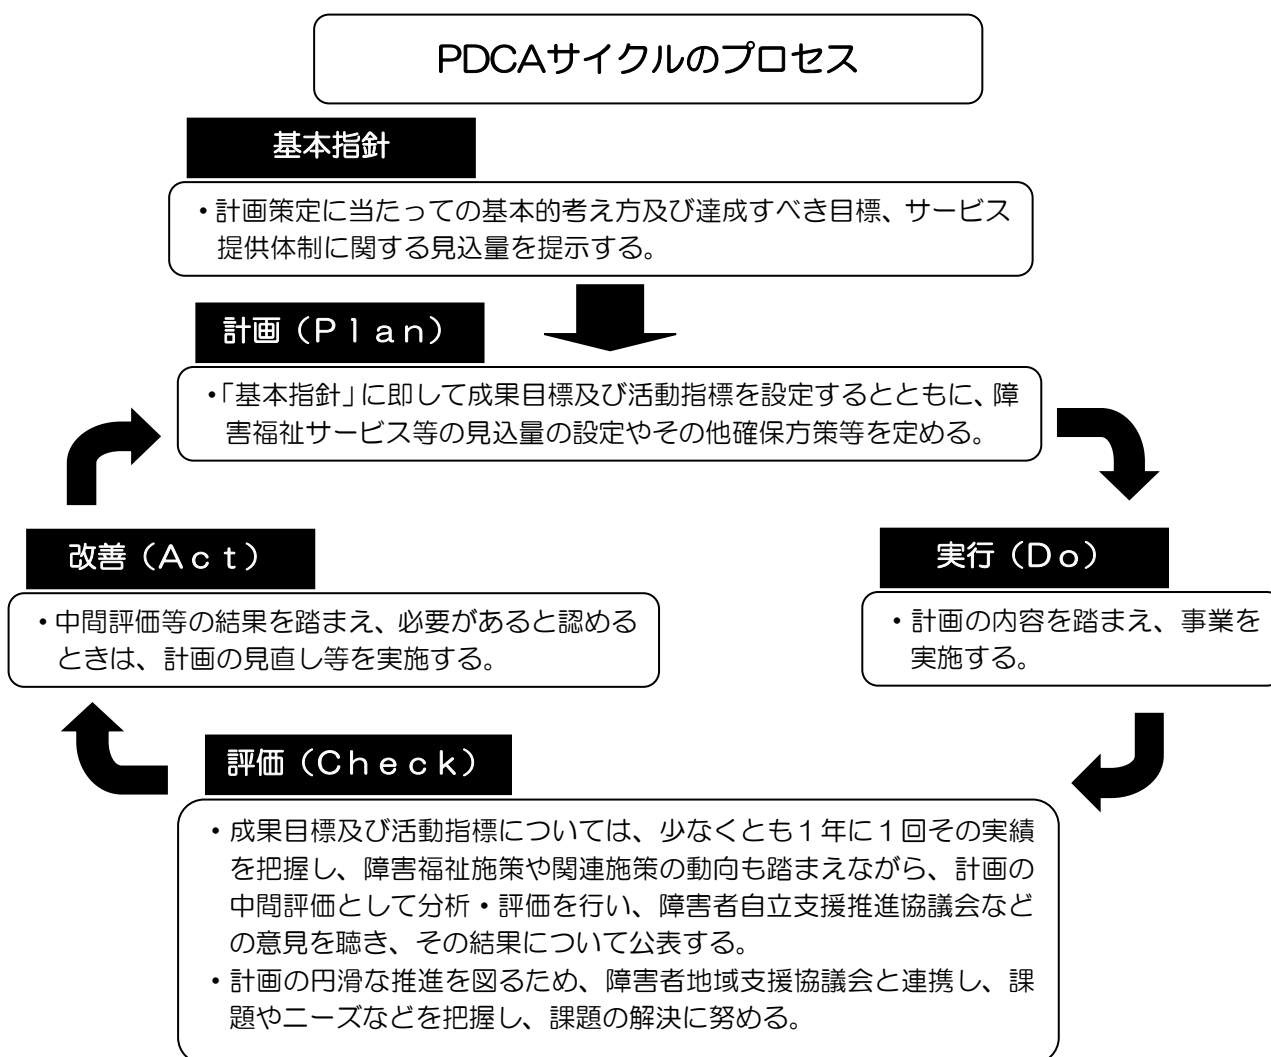 PDCAサイクルのプロセス
基本指針
・計画策定に当たっての基本的考え方及び達成すべき目標、サービス
提供体制に関する見込量を提示する。
計画（Ｐｌａｎ）
・「基本指針」に即して成果目標及び活動指標を設定するとともに、障
害福祉サービス等の見込量の設定やその他確保方策等を定める。
改善（Ａｃｔ）
・中間評価等の結果を踏まえ、必要があると認める
ときは、計画の見直し等を実施する。
実行（Ｄｏ）
・計画の内容を踏まえ、事業を
実施する。
評価（Ｃｈｅｃｋ）
・成果目標及び活動指標については、少なくとも１年に１回その実績
を把握し、障害福祉施策や関連施策の動向も踏まえながら、計画の
中間評価として分析・評価を行い、障害者自立支援推進協議会など
の意見を聴き、その結果について公表する。
・計画の円滑な推進を図るため、障害者地域支援協議会と連携し、課
題やニーズなどを把握し、課題の解決に努める。